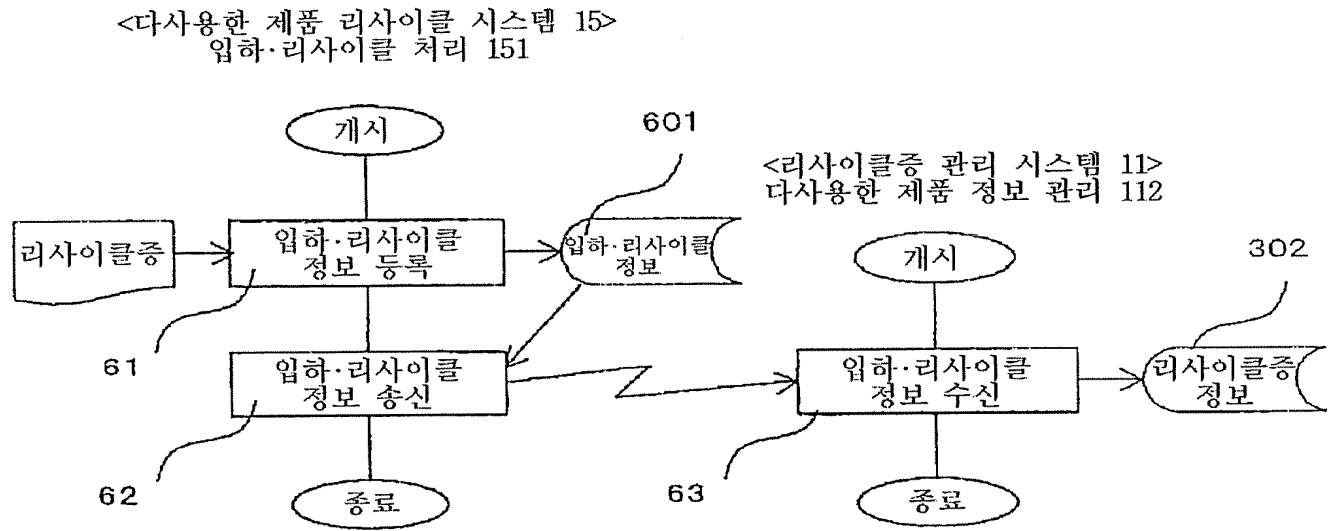 <다사용한 제품 리사이클 시스템 15>
입하·리사이클 처리 151
개시
601
<리사이클증 관리 시스템 11>
다사용한 제품 정보 관리 112
리사이클증
입하·리사이클
정보 등록
입하·리사이클
정보
개시
302
61
입하·리사이클
정보 송신
입하·리사이클
정보 수신
리사이클증
정보
62
종료
63
종료